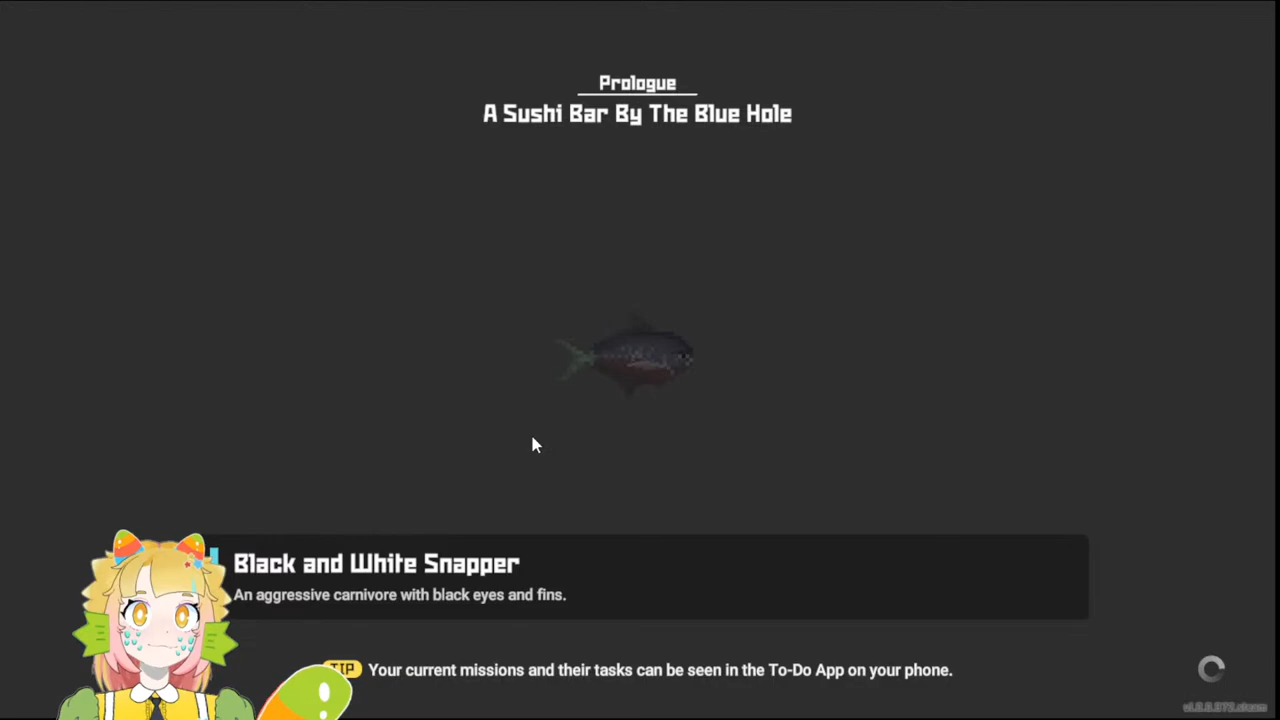 Prologue
A Sushi Bar By The Blue Hole
Black and White Snapper
An aggressive carnivore with black eyes and fins.
TIP Your current missions and their tasks can be seen in the To-Do App on your phone.